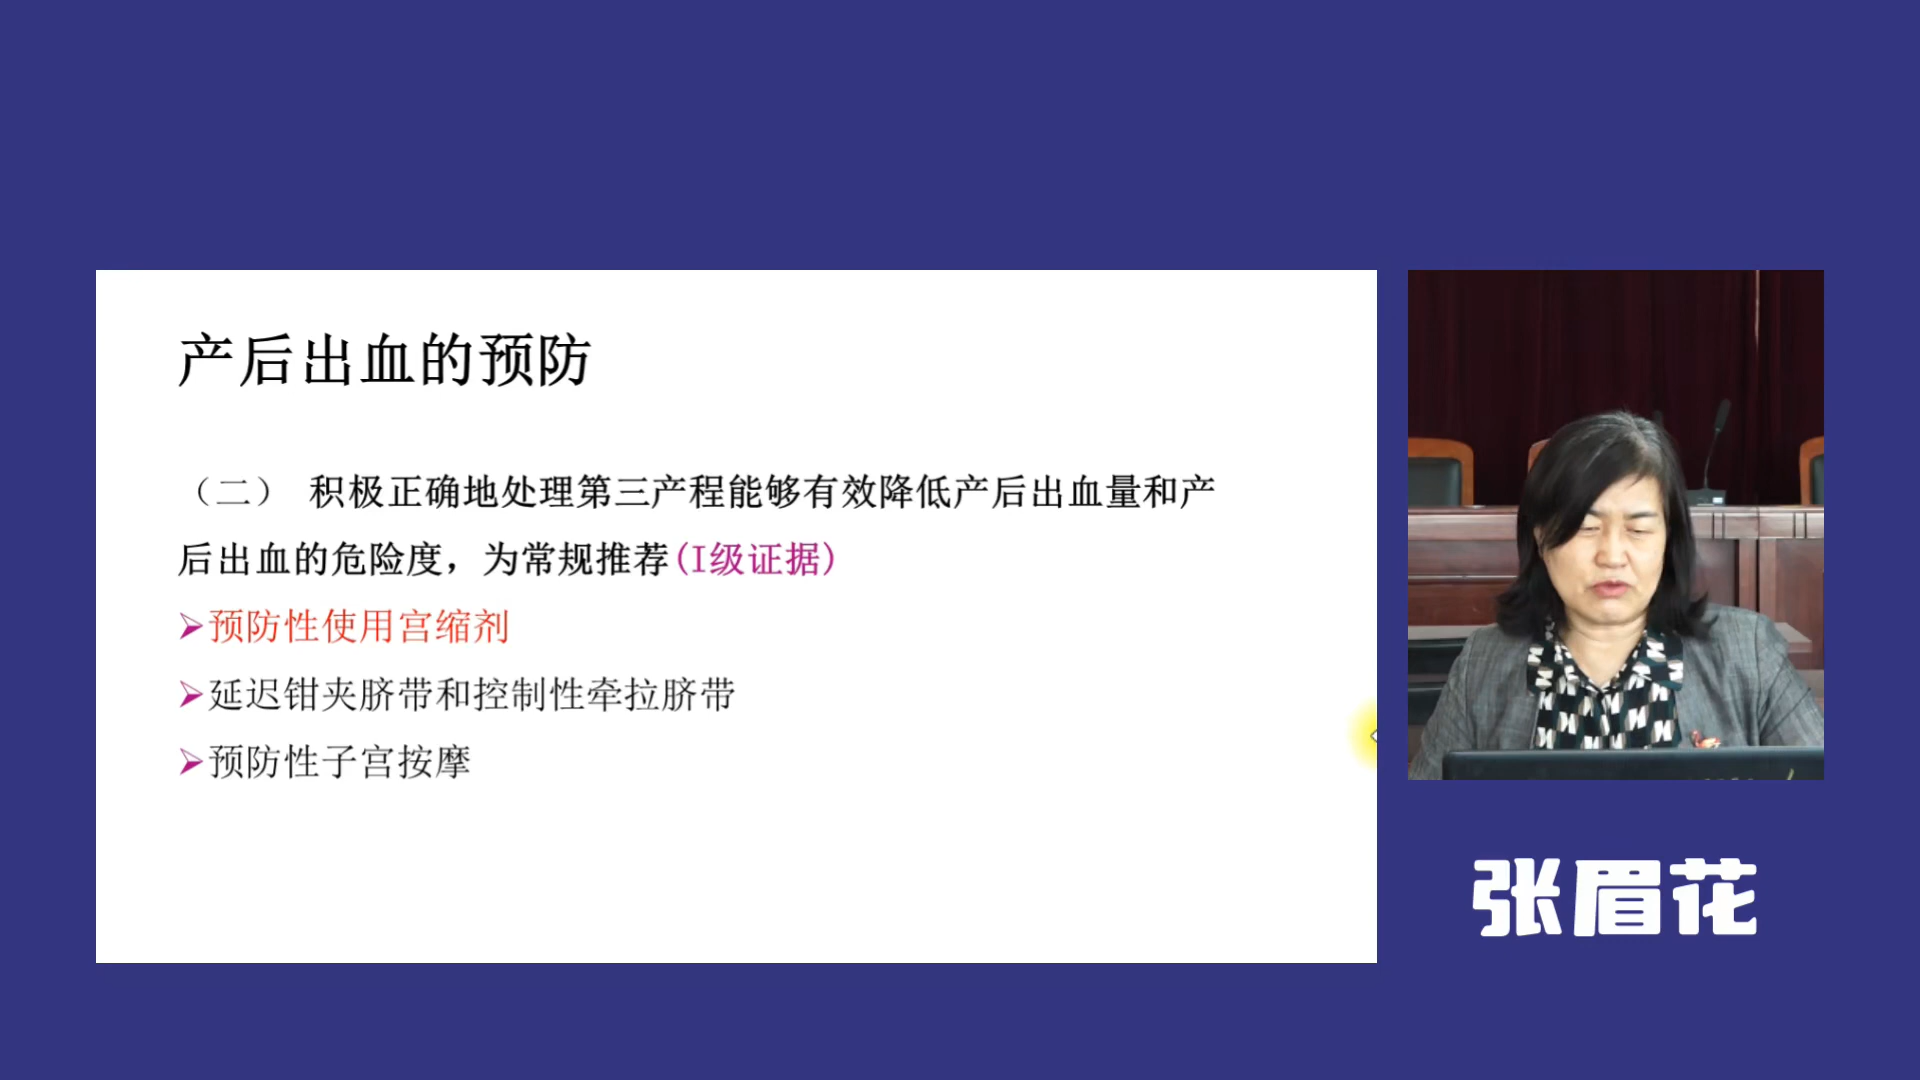 产后出血的预防
（二） 积极正确地处理第三产程能够有效降低产后出血量和产
后出血的危险度，为常规推荐(I级证据)
➢预防性使用宫缩剂
➢延迟钳夹脐带和控制性牵拉脐带
➢预防性子宫按摩
张眉花